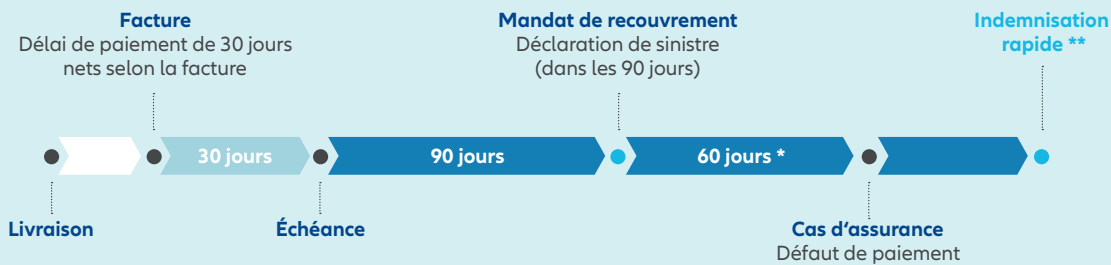 Facture
Délai de paiement de 30 jours
nets selon la facture
Mandat de recouvrement
Déclaration de sinistre
(dans les 90 jours)
Indemnisation
rapide **
30 jours
90 jours
60 jours *
Livraison
Échéance
Cas d’assurance
Défaut de paiement